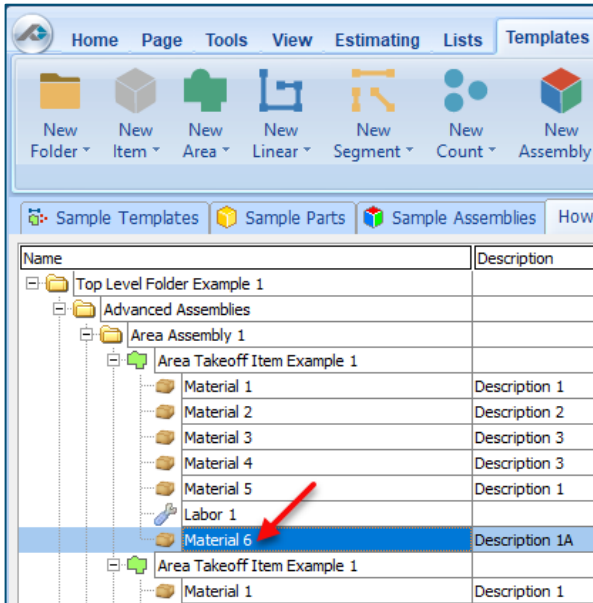 Home Page Tools View Estimating Lists Templates
New Folder New Item New Area New Linear New Segment New Count New Assembly
Sample Templates Sample Parts Sample Assemblies How
Name Description
Top Level Folder Example 1
Advanced Assemblies
Area Assembly 1
Area Takeoff Item Example 1
Material 1 Description 1
Material 2 Description 2
Material 3 Description 3
Material 4 Description 3
Material 5 Description 1
Labor 1
Material 6 Description 1A
Area Takeoff Item Example 1
Material 1 Description 1